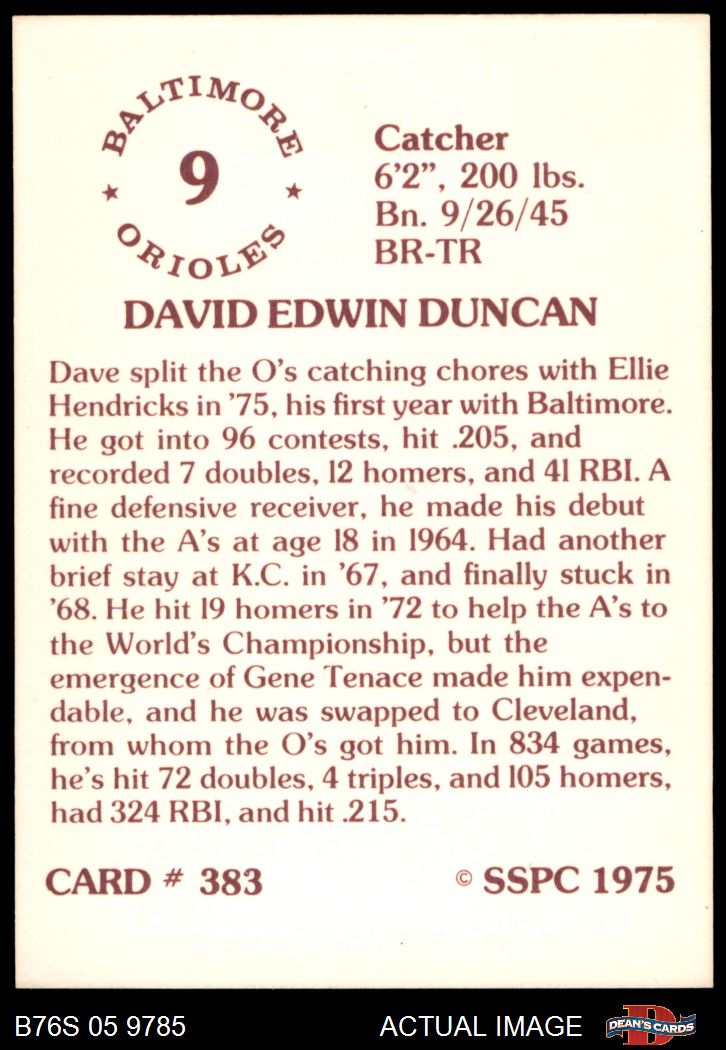 BALTIMORE
9
ORIOLES
Catcher
6'2", 200 lbs.
Bn. 9/26/45
BR-TR
DAVID EDWIN DUNCAN
Dave split the O's catching chores with Ellie
Hendricks in '75, his first year with Baltimore.
He got into 96 contests, hit .205, and
recorded 7 doubles, 12 homers, and 41 RBI. A
fine defensive receiver, he made his debut
with the A's at age 18 in 1964. Had another
brief stay at K.C. in '67, and finally stuck in
'68. He hit 19 homers in '72 to help the A's to
the World's Championship, but the
emergence of Gene Tenace made him expen-
dable, and he was swapped to Cleveland,
from whom the O's got him. In 834 games,
he's hit 72 doubles, 4 triples, and 105 homers,
had 324 RBI, and hit .215.
CARD # 383 © SSPC 1975
B76S 05 9785 ACTUAL IMAGE D DEAN'S CARDS